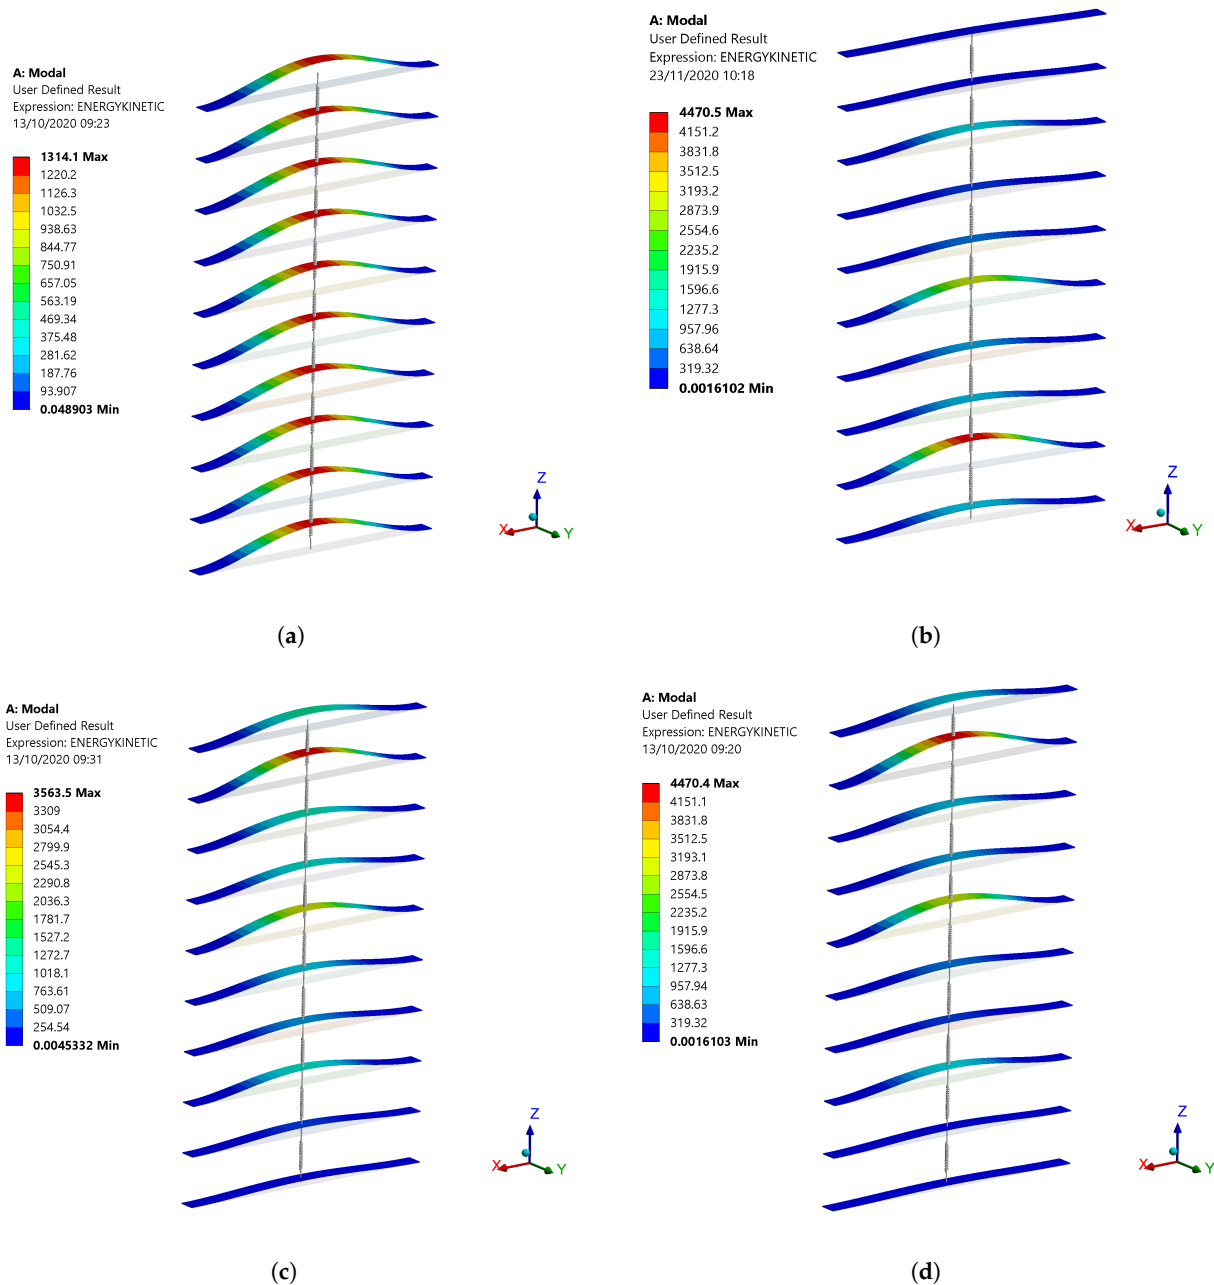 A: Modal
User Defined Result
Expression: ENERGYKINETIC
13/10/2020 09:23
1314.1 Max
1220.2
1126.3
1032.5
938.63
844.77
750.91
657.05
563.19
469.34
375.48
281.62
187.76
93.907
0.048903 Min
Z
X
Y
(a)
A: Modal
User Defined Result
Expression: ENERGYKINETIC
23/11/2020 10:18
4470.5 Max
4151.2
3831.8
3512.5
3193.2
2873.9
2554.6
2235.2
1915.9
1596.6
1277.3
957.96
638.64
319.32
0.0016102 Min
Z
X
Y
(b)
A: Modal
User Defined Result
Expression: ENERGYKINETIC
13/10/2020 09:31
3563.5 Max
3309
3054.4
2799.9
2545.3
2290.8
2036.3
1781.7
1527.2
1272.7
1018.1
763.61
509.07
254.54
0.0045332 Min
Z
X
Y
(c)
A: Modal
User Defined Result
Expression: ENERGYKINETIC
13/10/2020 09:20
4470.4 Max
4151.1
3831.8
3512.5
3193.1
2873.8
2554.5
2235.2
1915.9
1596.6
1277.3
957.94
638.63
319.32
0.0016103 Min
Z
X
Y
(d)